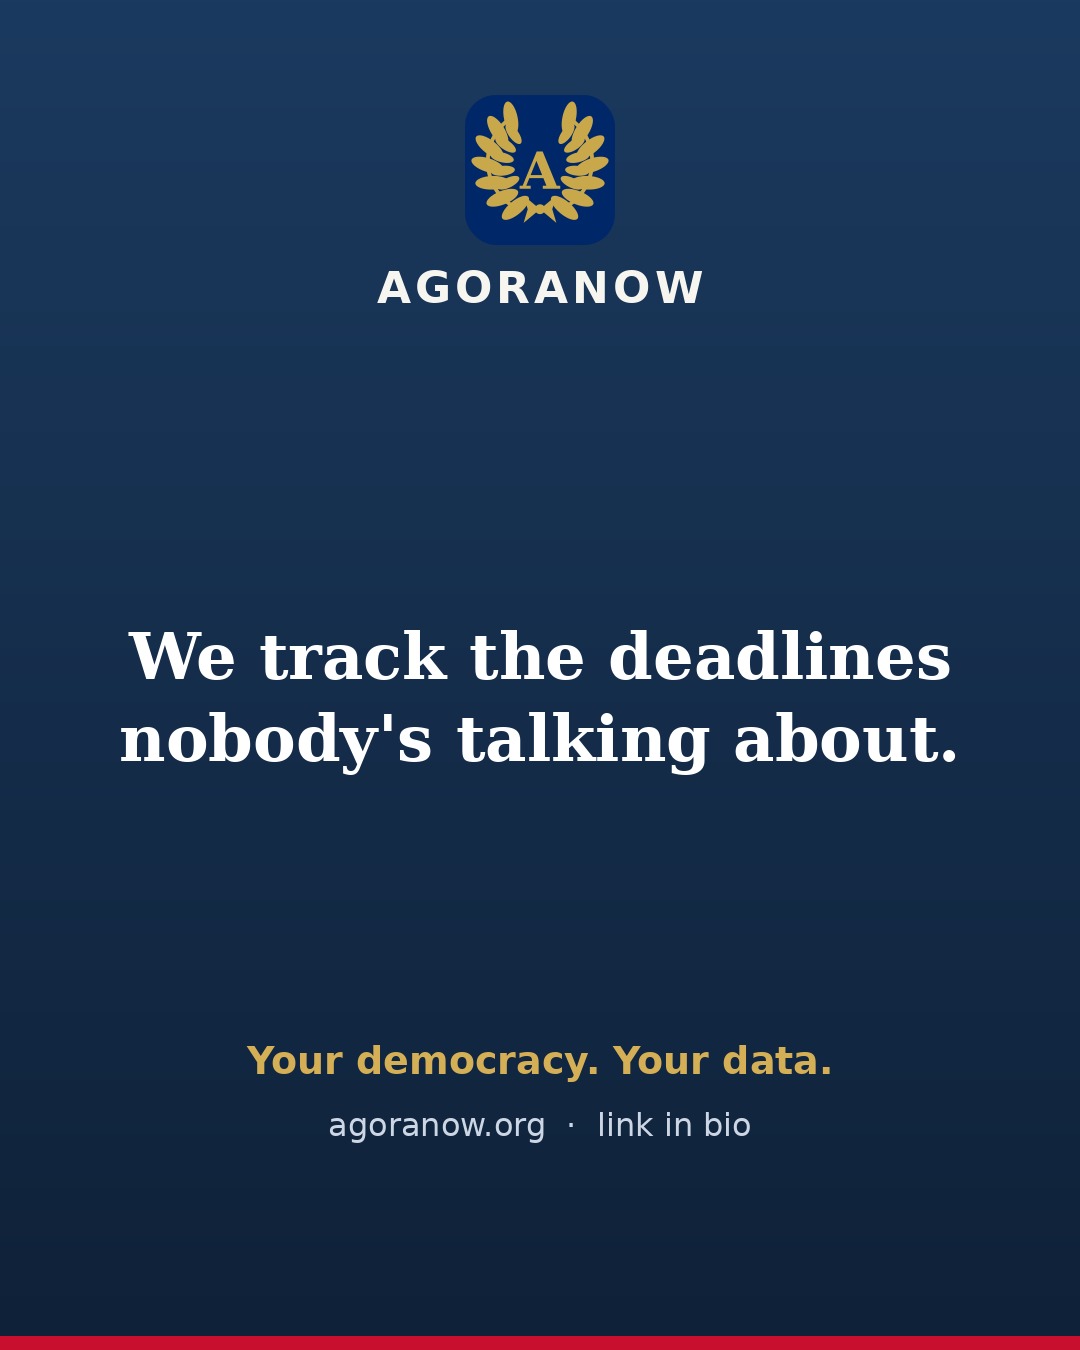 A
AGORANOW
We track the deadlines
nobody's talking about.
Your democracy. Your data.
agoranow.org · link in bio